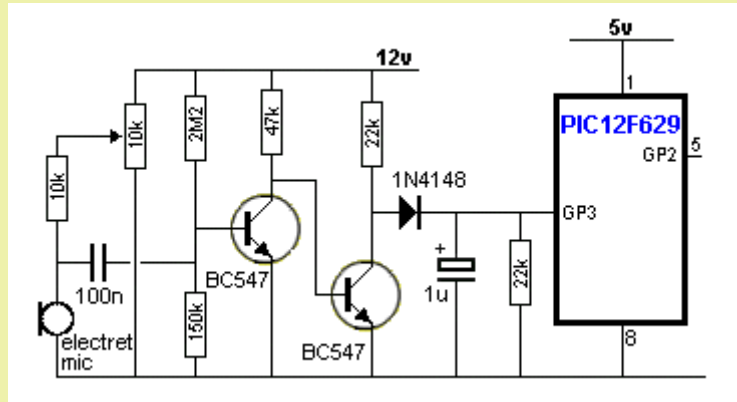 5v
12v
1
10k
2M2
47k
22k
PIC12F629
5
GP2
10k
1N4148
GP3
+
22k
100n
BC547
1u
150k
electret
mic
BC547
8